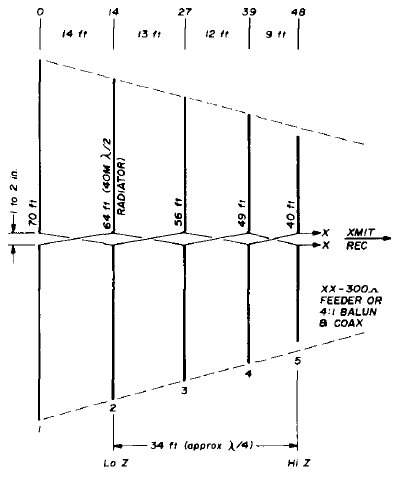 0 14 27 39 48
14 ft 13 ft 12 ft 9 ft
1 to 2 in.
70 ft
64 ft (40M λ/2
RADIATOR)
56 ft
49 ft
40 ft
X XMIT
X REC
XX-300Ω
FEEDER OR
4:1 BALUN
& COAX
1
2
3
4
5
34 ft (approx λ/4)
Lo Z Hi Z